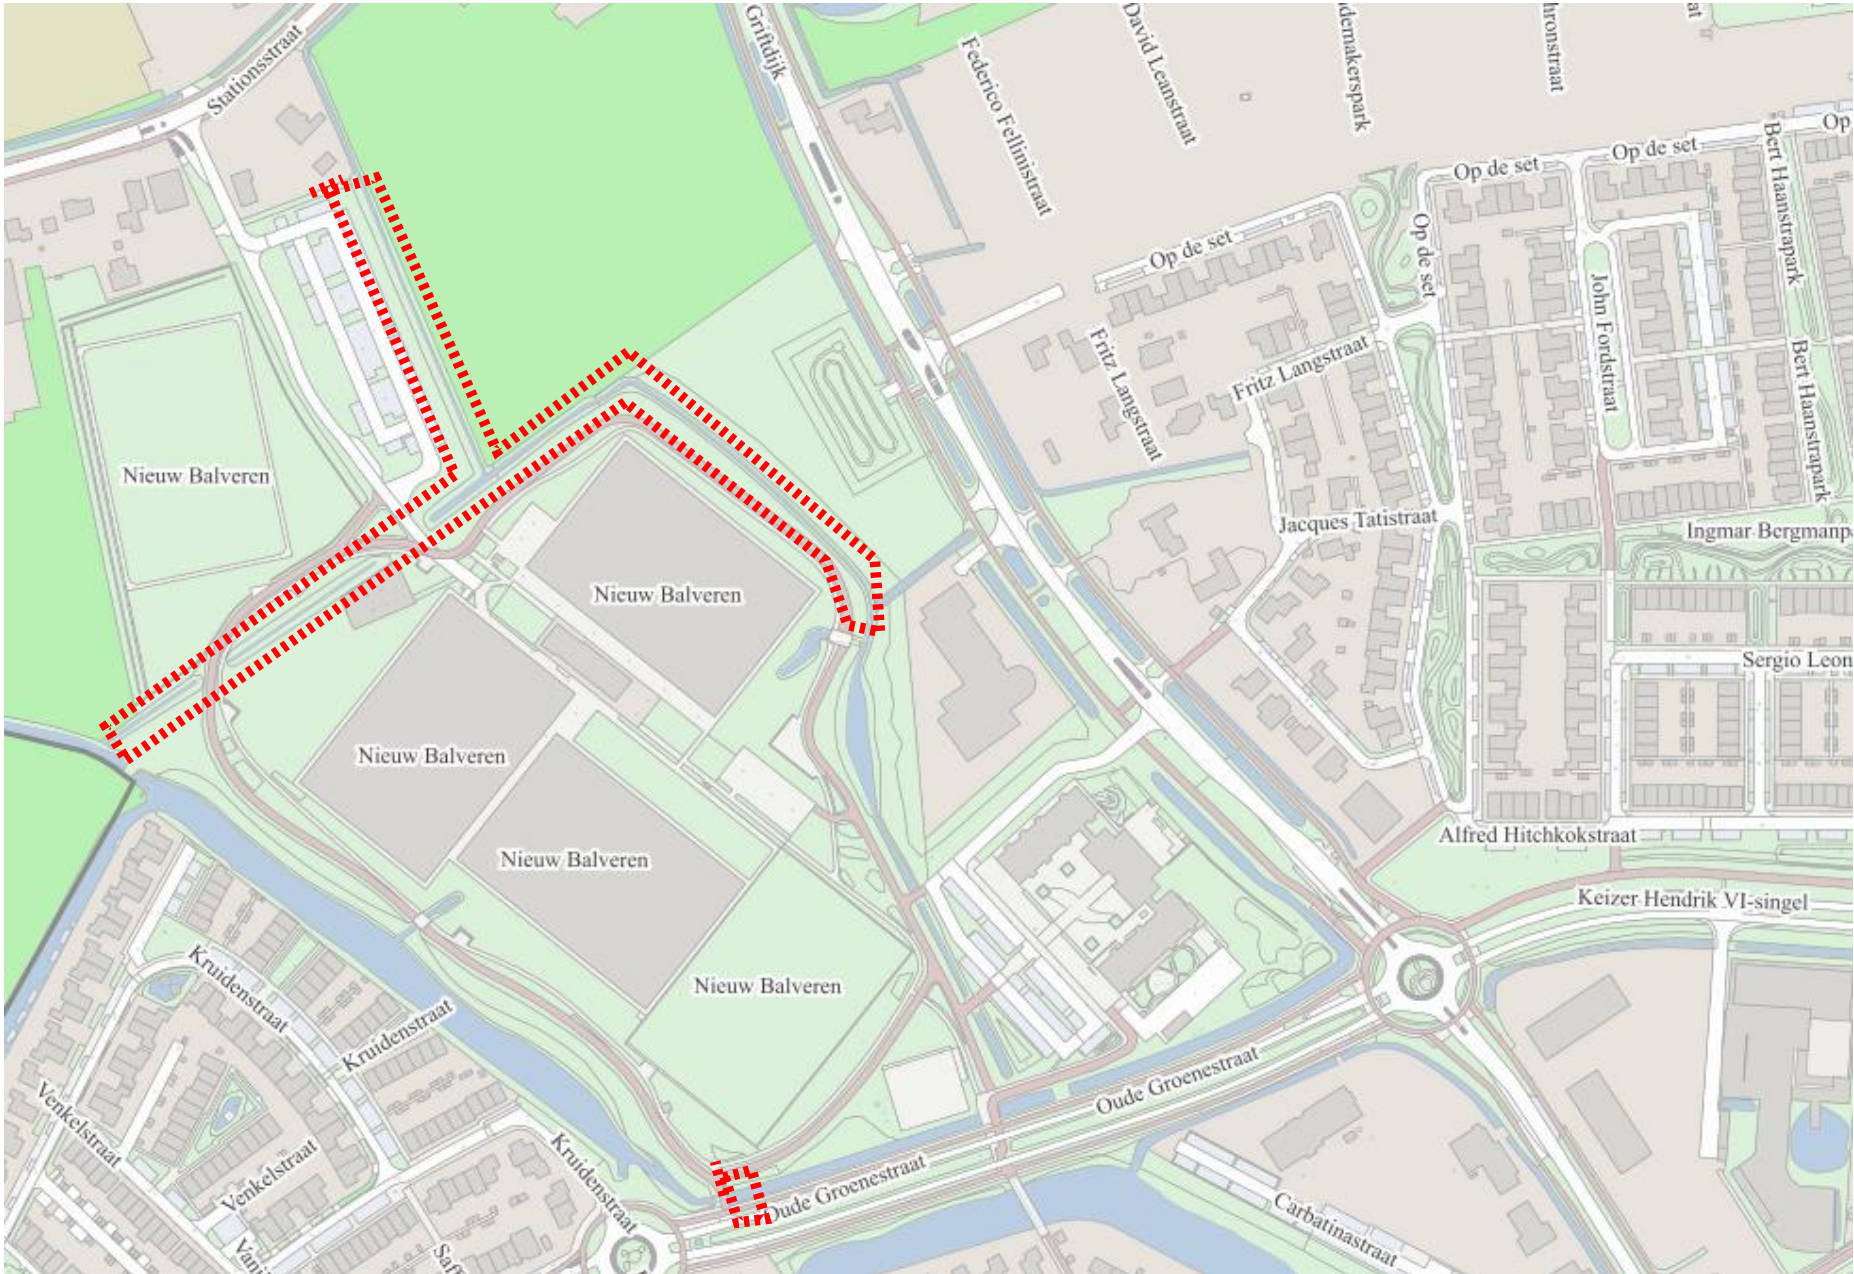 Stationsstraat
Griftdijk
Federico Fellinistraat
David Leanstraat
Op de set
Op de set
Op
Bert Haanstrapark
Op de set
Op de set
John Fordstraat
Fritz Langstraat
Fritz Langstraat
Bert Haanstrapark
Bert Haanstrapark
Nieuw Balveren
Jacques Tatistraat
Ingmar Bergmanpa
Nieuw Balveren
Sergio Leon
Nieuw Balveren
Alfred Hitchkokstraat
Nieuw Balveren
Keizer Hendrik VI-singel
Nieuw Balveren
Kruidenstraat
Kruidenstraat
Oude Groenestraat
Venkelstraat
Venkelstraat
Kruidenstraat
Oude Groenestraat
Carbatinastraat